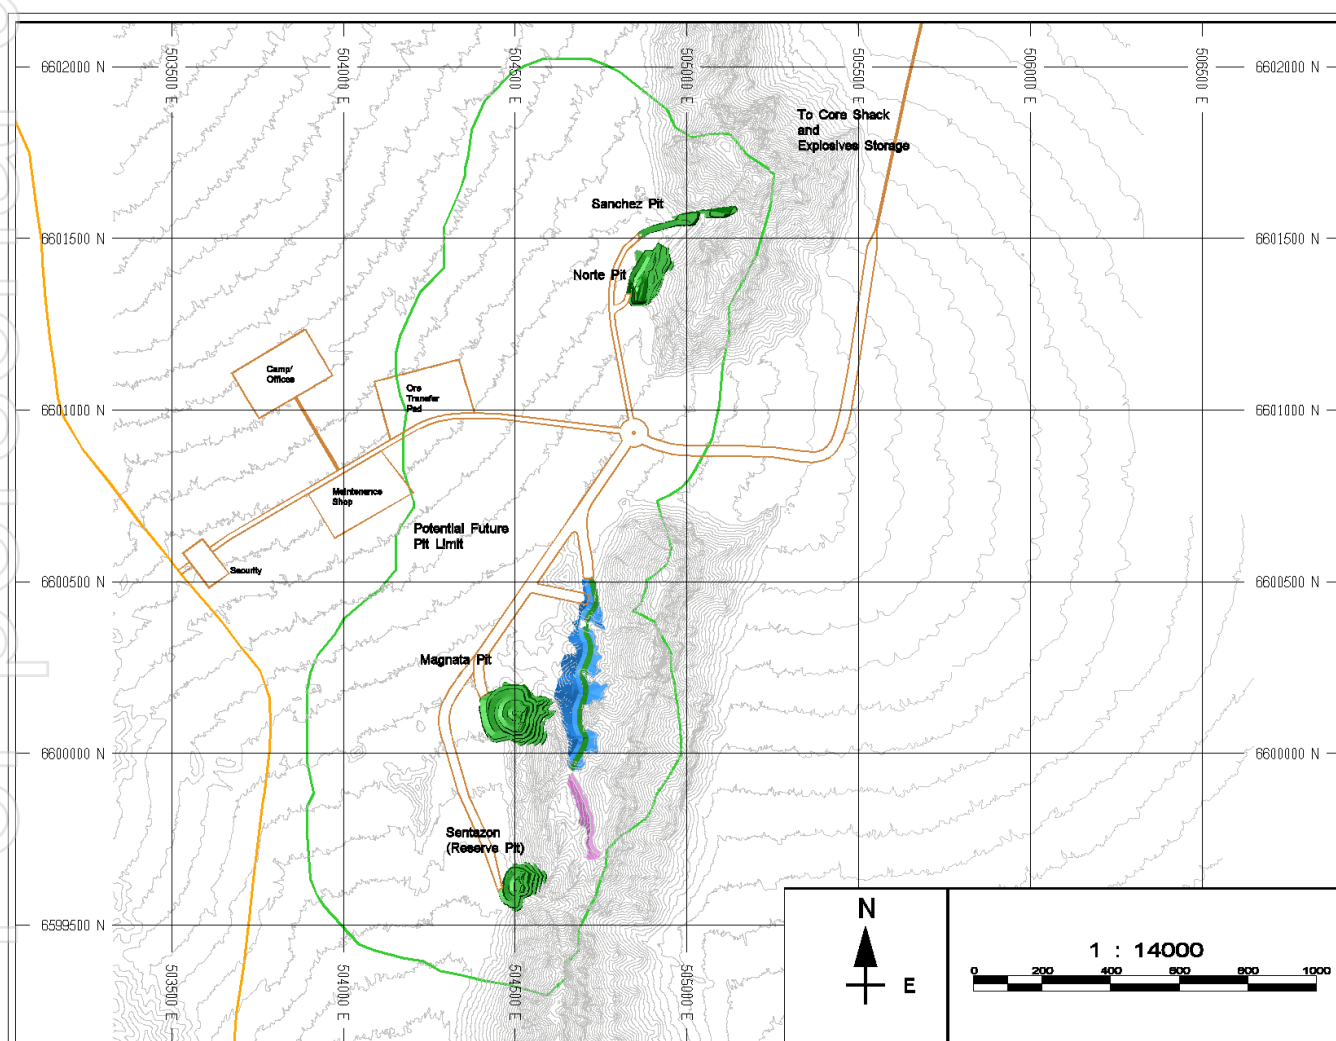 503500 E
504000 E
504500 E
505000 E
505500 E
506000 E
506500 E
6602000 N
6602000 N
To Core Shack
and
Explosives Storage
Sanchez Pit
6601500 N
6601500 N
Norte Pit
Camp/
Offices
Ore
Transfer
Pad
6601000 N
6601000 N
Maintenance
Shop
Potential Future
Pit Limit
Security
6600500 N
6600500 N
Magnata Pit
6600000 N
6600000 N
Sentazon
(Reserve Pit)
6599500 N
503500 E
504000 E
504500 E
505000 E
N
E
1 : 14000
0 200 400 600 800 1000